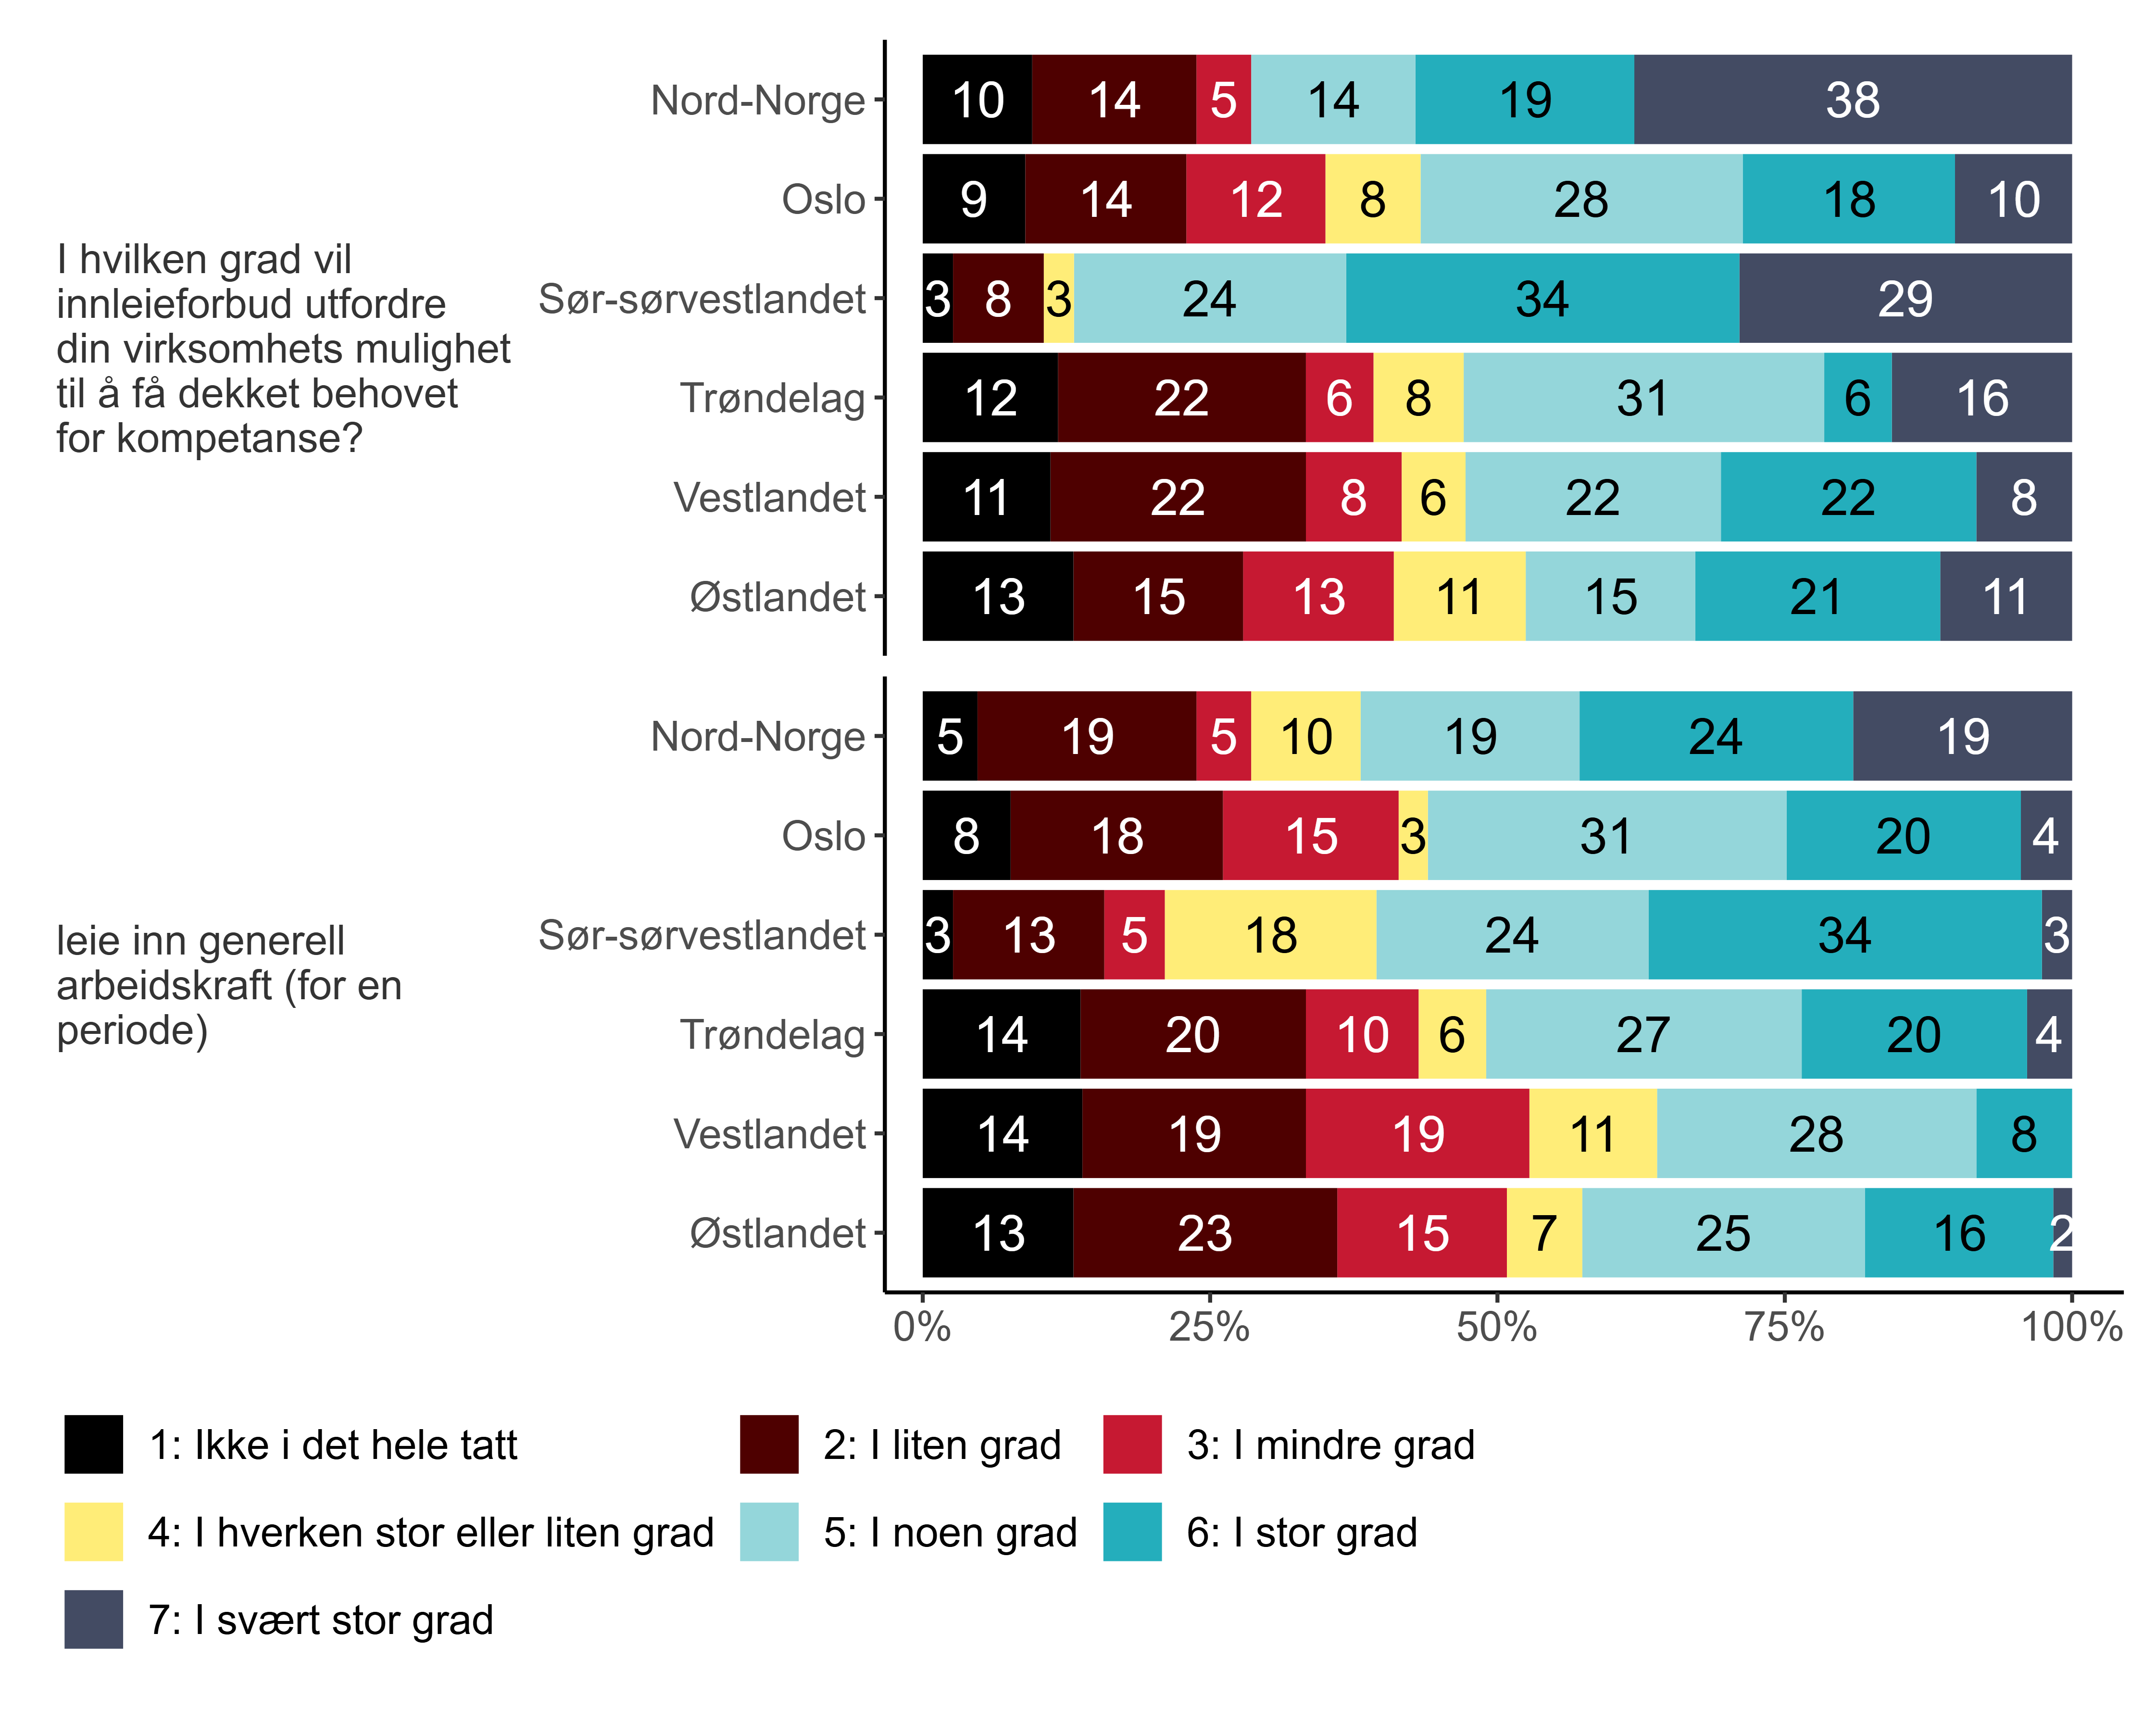 I hvilken grad vil
innleieforbud utfordre
din virksomhets mulighet
til å få dekket behovet
for kompetanse?
Nord-Norge 10 14 5 14 19 38
Oslo 9 14 12 8 28 18 10
Sør-sørvestlandet 3 8 3 24 34 29
Trøndelag 12 22 6 8 31 6 16
Vestlandet 11 22 8 6 22 22 8
Østlandet 13 15 13 11 15 21 11
leie inn generell
arbeidskraft (for en
periode)
Nord-Norge 5 19 5 10 19 24 19
Oslo 8 18 15 3 31 20 4
Sør-sørvestlandet 3 13 5 18 24 34 3
Trøndelag 14 20 10 6 27 20 4
Vestlandet 14 19 19 11 28 8
Østlandet 13 23 15 7 25 16 2
0% 25% 50% 75% 100%
1: Ikke i det hele tatt 2: I liten grad 3: I mindre grad
4: I hverken stor eller liten grad 5: I noen grad 6: I stor grad
7: I svært stor grad